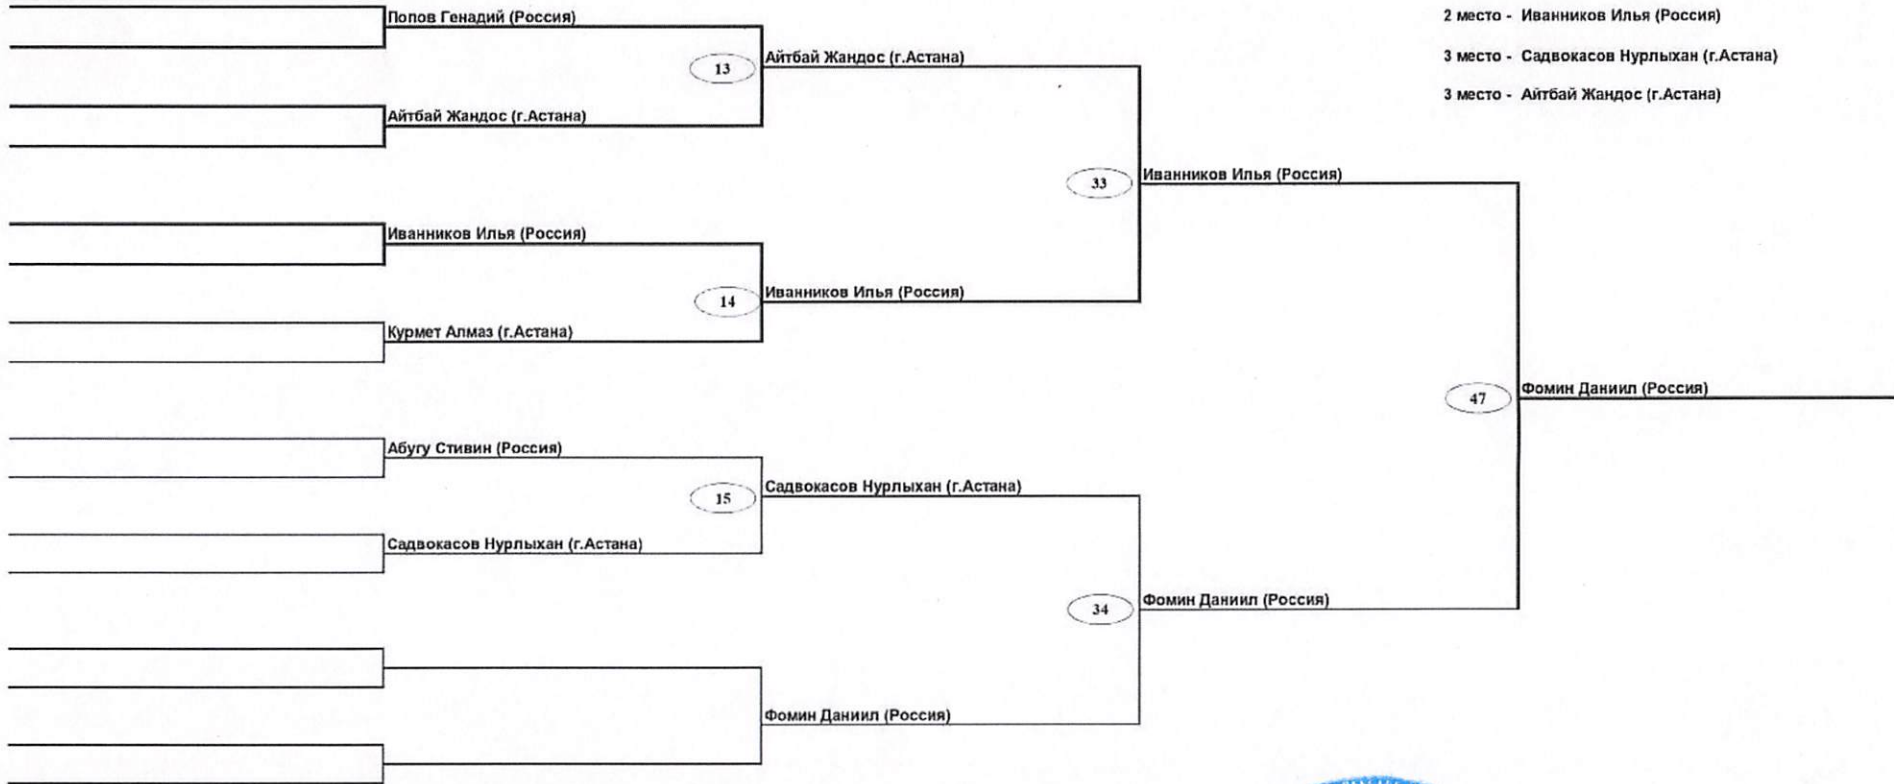 Попов Генадий (Россия)
2 место - Иванников Илья (Россия)
13
Айтбай Жандос (г.Астана)
3 место - Садвокасов Нурлыхан (г.Астана)
3 место - Айтбай Жандос (г.Астана)
Айтбай Жандос (г.Астана)
33
Иванников Илья (Россия)
Иванников Илья (Россия)
14
Иванников Илья (Россия)
Курмет Алмаз (г.Астана)
47
Фомин Даниил (Россия)
Абугу Стивин (Россия)
15
Садвокасов Нурлыхан (г.Астана)
Садвокасов Нурлыхан (г.Астана)
34
Фомин Даниил (Россия)
Фомин Даниил (Россия)